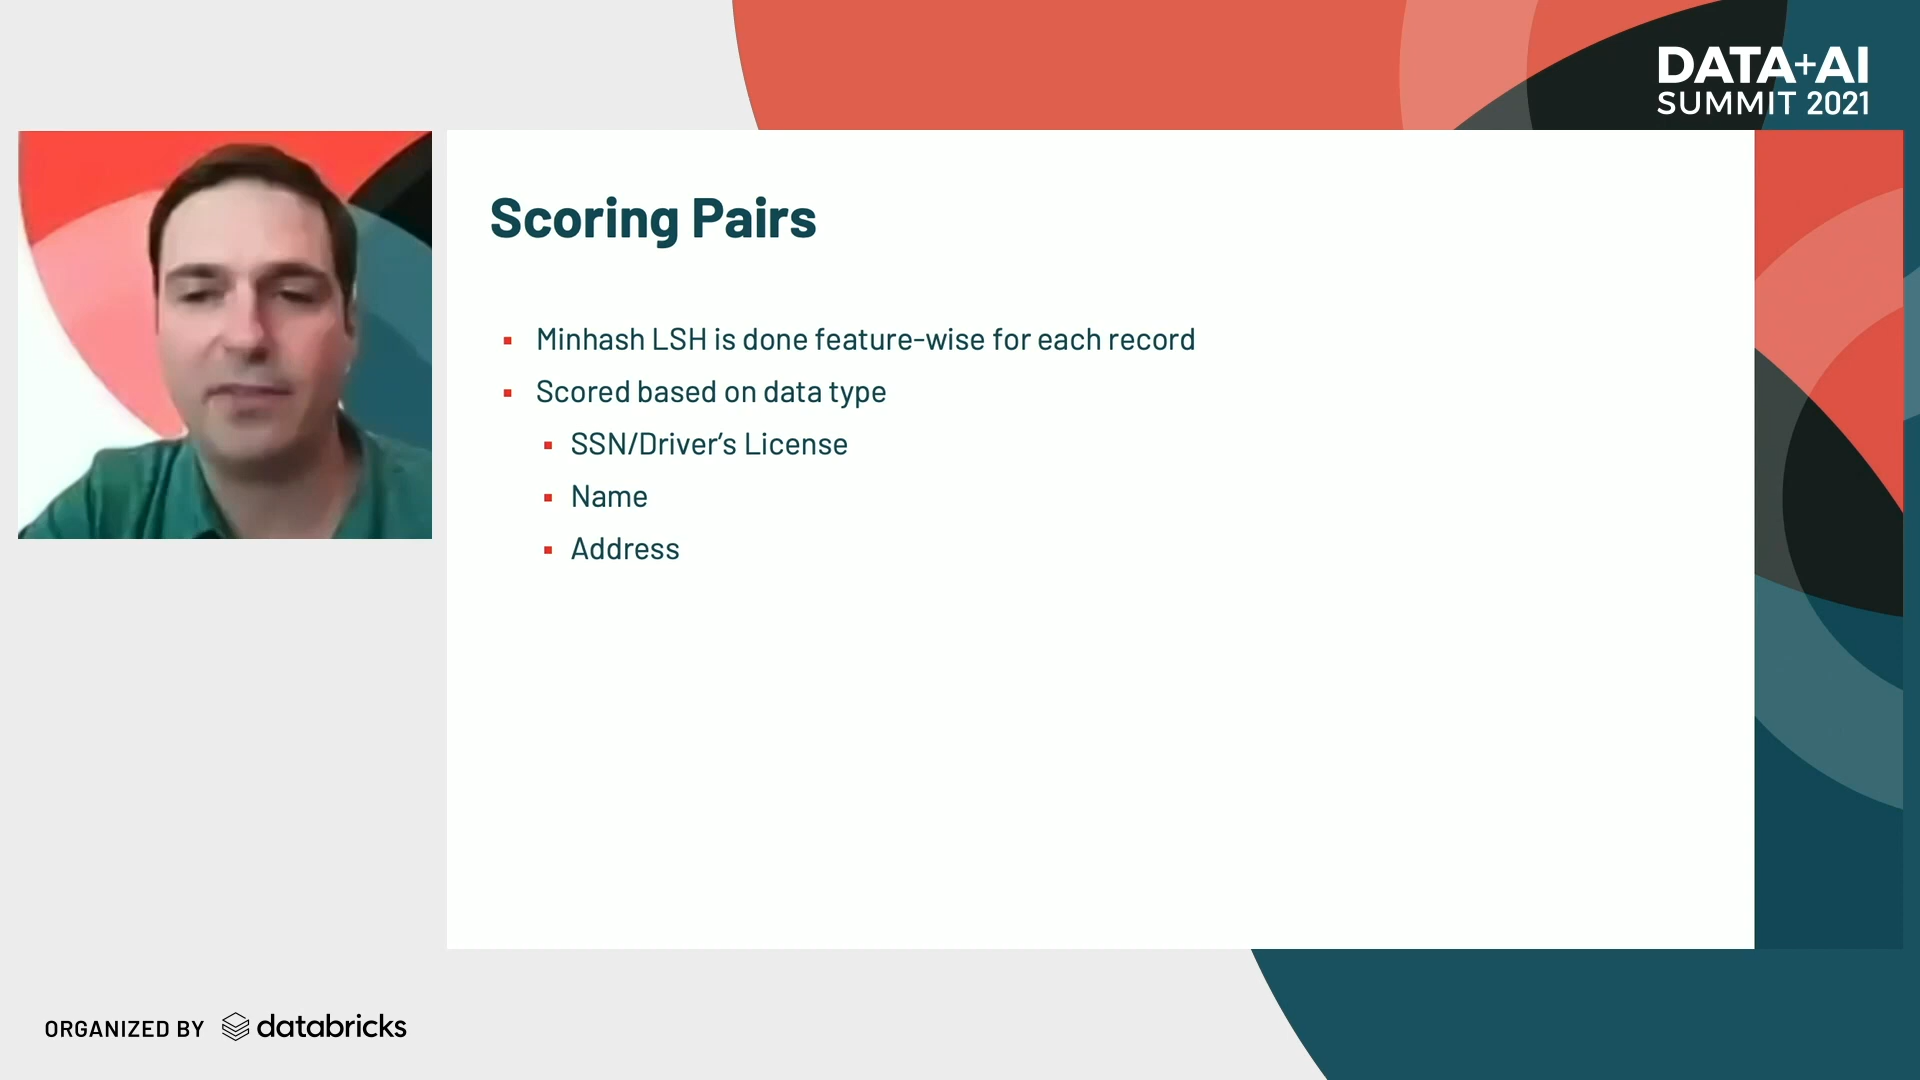 DATA+AI
SUMMIT 2021
Scoring Pairs
Minhash LSH is done feature-wise for each record
Scored based on data type
SSN/Driver's License
Name
Address
ORGANIZED BY databricks